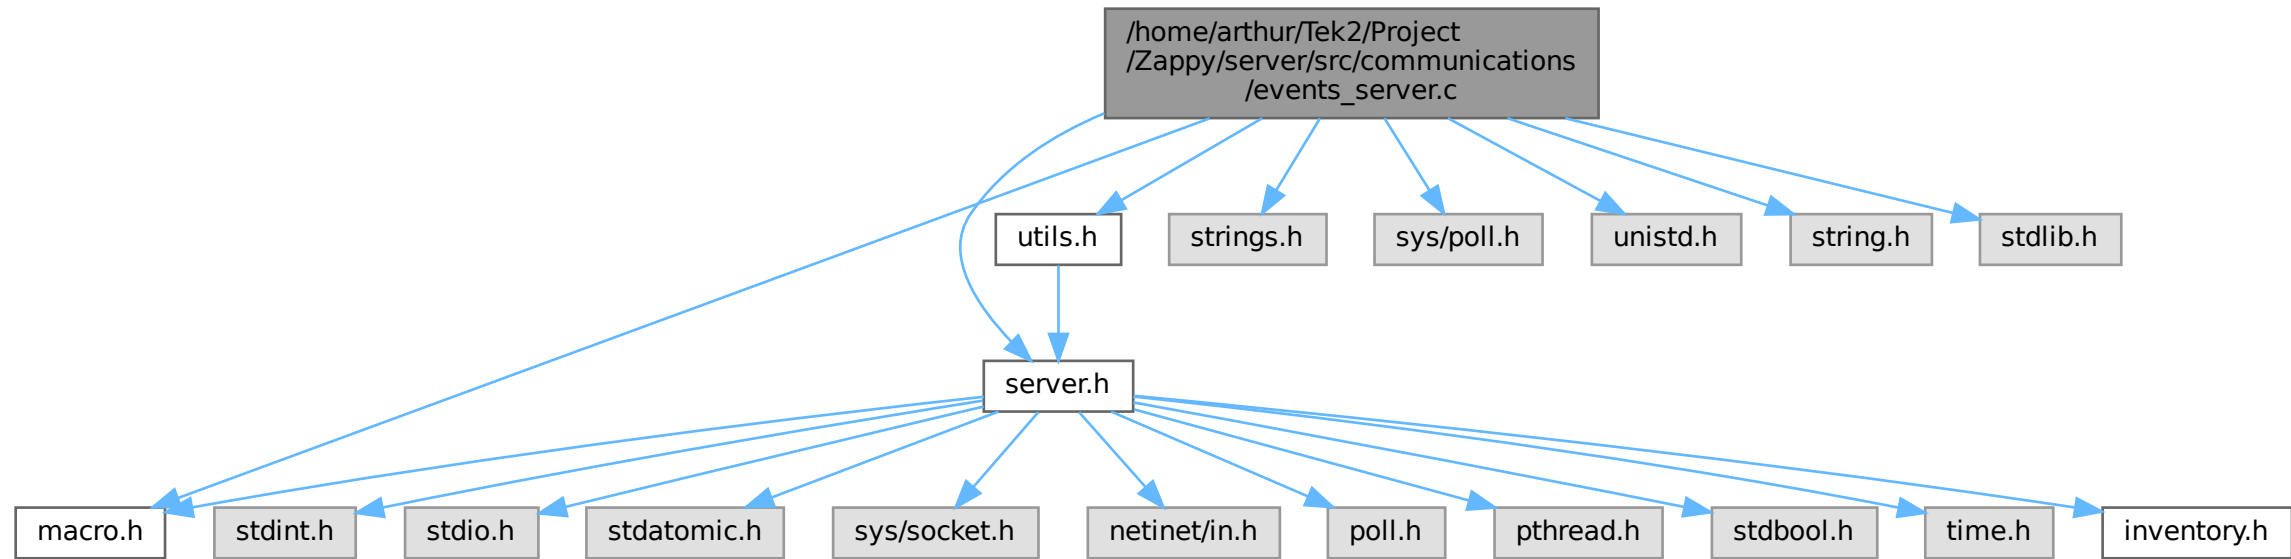 /home/arthur/Tek2/Project
/Zappy/server/src/communications
/events_server.c
utils.h
strings.h
sys/poll.h
unistd.h
string.h
stdlib.h
server.h
macro.h
stdint.h
stdio.h
stdatomic.h
sys/socket.h
netinet/in.h
poll.h
pthread.h
stdbool.h
time.h
inventory.h